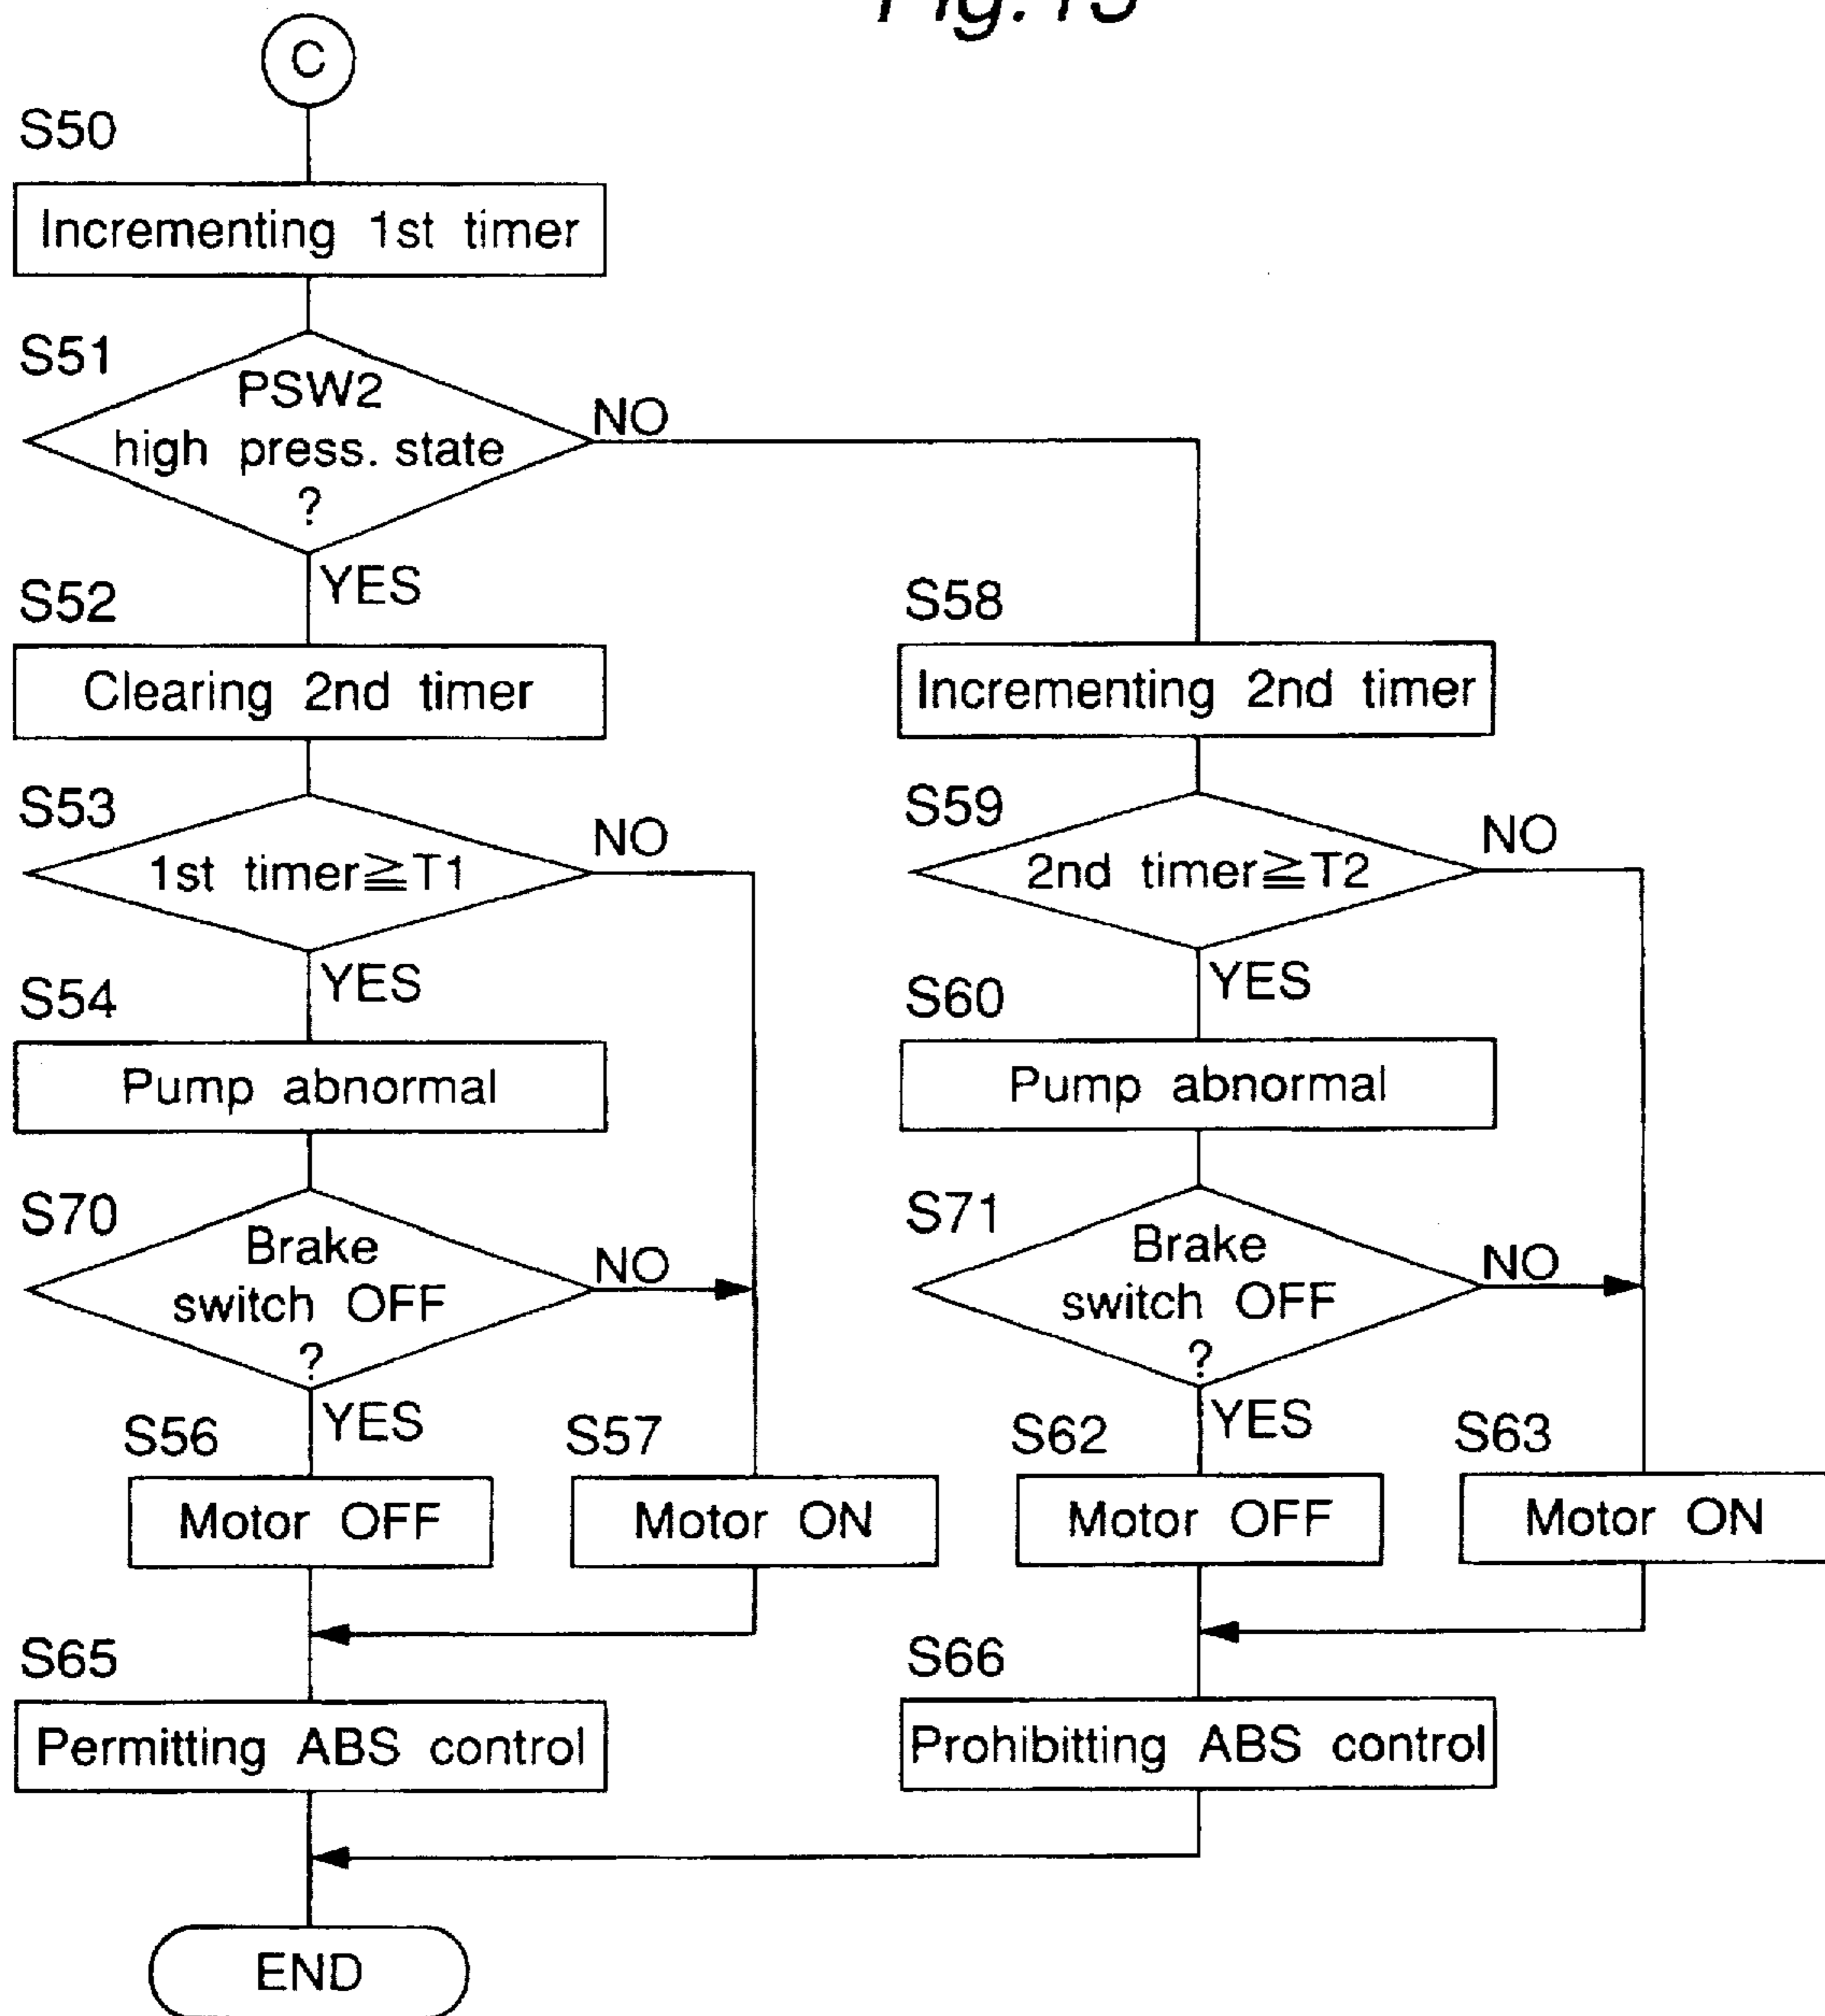 Fig. 15
C
S50
Incrementing 1st timer
S51
PSW2
high press. state
?
NO
YES
S52
Clearing 2nd timer
S53
1st timer≧T1
NO
YES
S54
Pump abnormal
S70
Brake
switch OFF
?
NO
YES
S56
Motor OFF
S57
Motor ON
S65
Permitting ABS control
S58
Incrementing 2nd timer
S59
2nd timer≧T2
NO
YES
S60
Pump abnormal
S71
Brake
switch OFF
?
NO
YES
S62
Motor OFF
S63
Motor ON
S66
Prohibitting ABS control
END